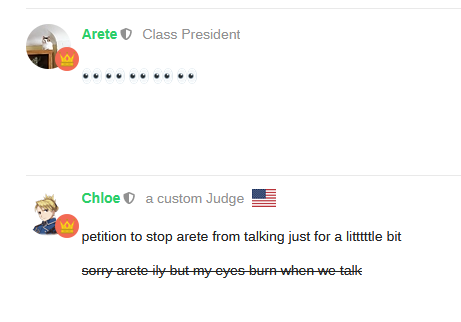 Arete Class President
👀👀👀👀👀
Chloe a custom Judge
petition to stop arete from talking just for a litttttle bit
sorry arete ily but my eyes burn when we talk